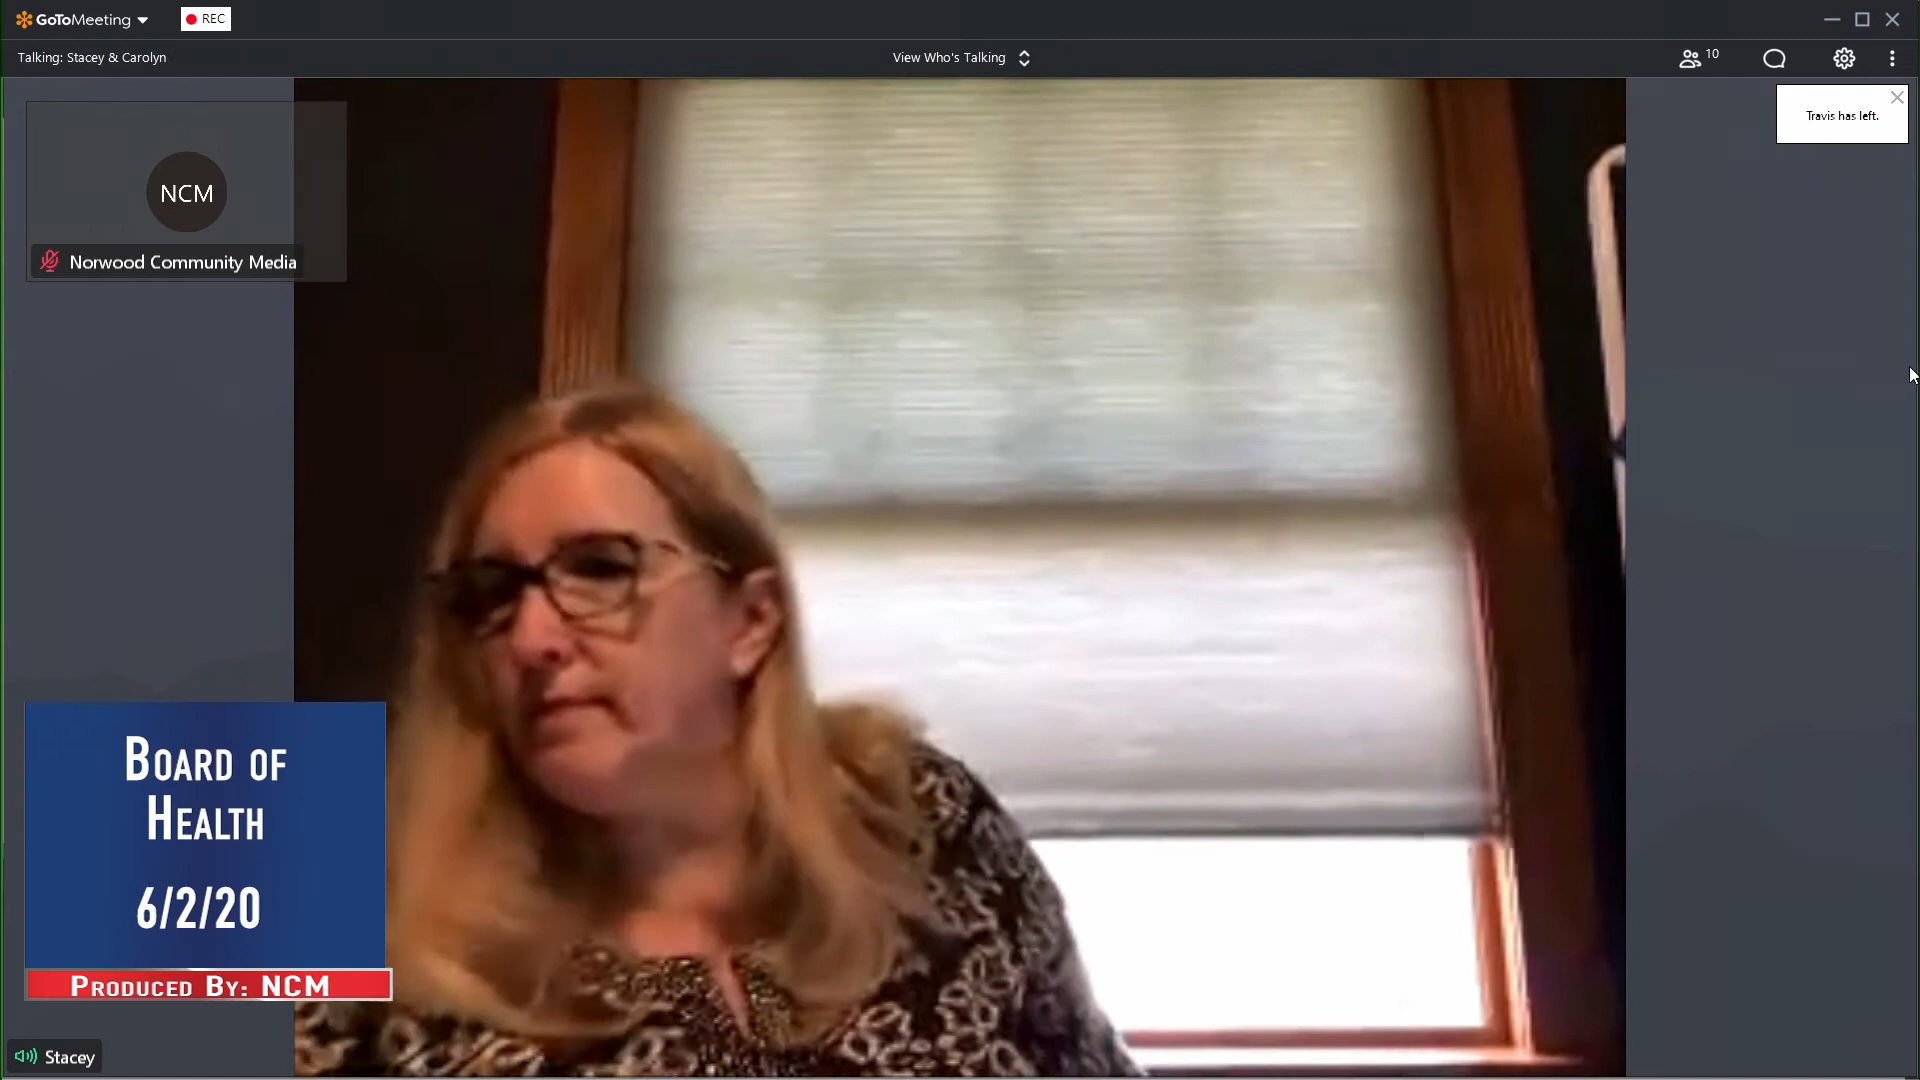 GoToMeeting
REC
Talking: Stacey & Carolyn
View Who's Talking
10
Travis has left.
NCM
Norwood Community Media
Board of
Health
6/2/20
Produced By: NCM
Stacey